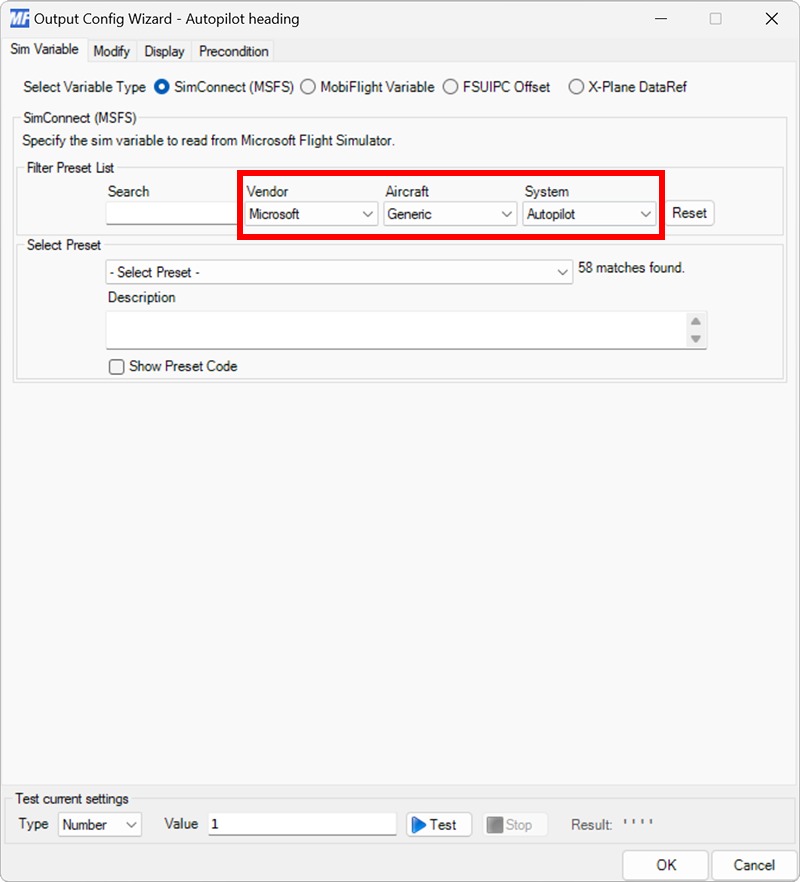 MF Output Config Wizard - Autopilot heading
Sim Variable Modify Display Precondition
Select Variable Type SimConnect (MSFS) MobiFlight Variable FSUIPC Offset X-Plane DataRef
SimConnect (MSFS)
Specify the sim variable to read from Microsoft Flight Simulator.
Filter Preset List
Search Vendor Aircraft System
Microsoft Generic Autopilot Reset
Select Preset
- Select Preset - 58 matches found.
Description
Show Preset Code
Test current settings
Type Number Value 1 Test Stop Result: ' ' ' '
OK Cancel